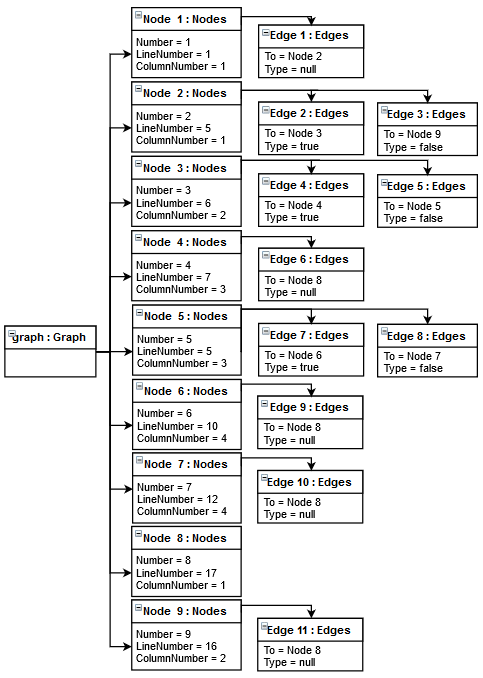 graph : Graph
Node 1 : Nodes
Number = 1
LineNumber = 1
ColumnNumber = 1
Edge 1 : Edges
To = Node 2
Type = null
Node 2 : Nodes
Number = 2
LineNumber = 5
ColumnNumber = 1
Edge 2 : Edges
To = Node 3
Type = true
Edge 3 : Edges
To = Node 9
Type = false
Node 3 : Nodes
Number = 3
LineNumber = 6
ColumnNumber = 2
Edge 4 : Edges
To = Node 4
Type = true
Edge 5 : Edges
To = Node 5
Type = false
Node 4 : Nodes
Number = 4
LineNumber = 7
ColumnNumber = 3
Edge 6 : Edges
To = Node 8
Type = null
Node 5 : Nodes
Number = 5
LineNumber = 5
ColumnNumber = 3
Edge 7 : Edges
To = Node 6
Type = true
Edge 8 : Edges
To = Node 7
Type = false
Node 6 : Nodes
Number = 6
LineNumber = 10
ColumnNumber = 4
Edge 9 : Edges
To = Node 8
Type = null
Node 7 : Nodes
Number = 7
LineNumber = 12
ColumnNumber = 4
Edge 10 : Edges
To = Node 8
Type = null
Node 8 : Nodes
Number = 8
LineNumber = 17
ColumnNumber = 1
Node 9 : Nodes
Number = 9
LineNumber = 16
ColumnNumber = 2
Edge 11 : Edges
To = Node 8
Type = null